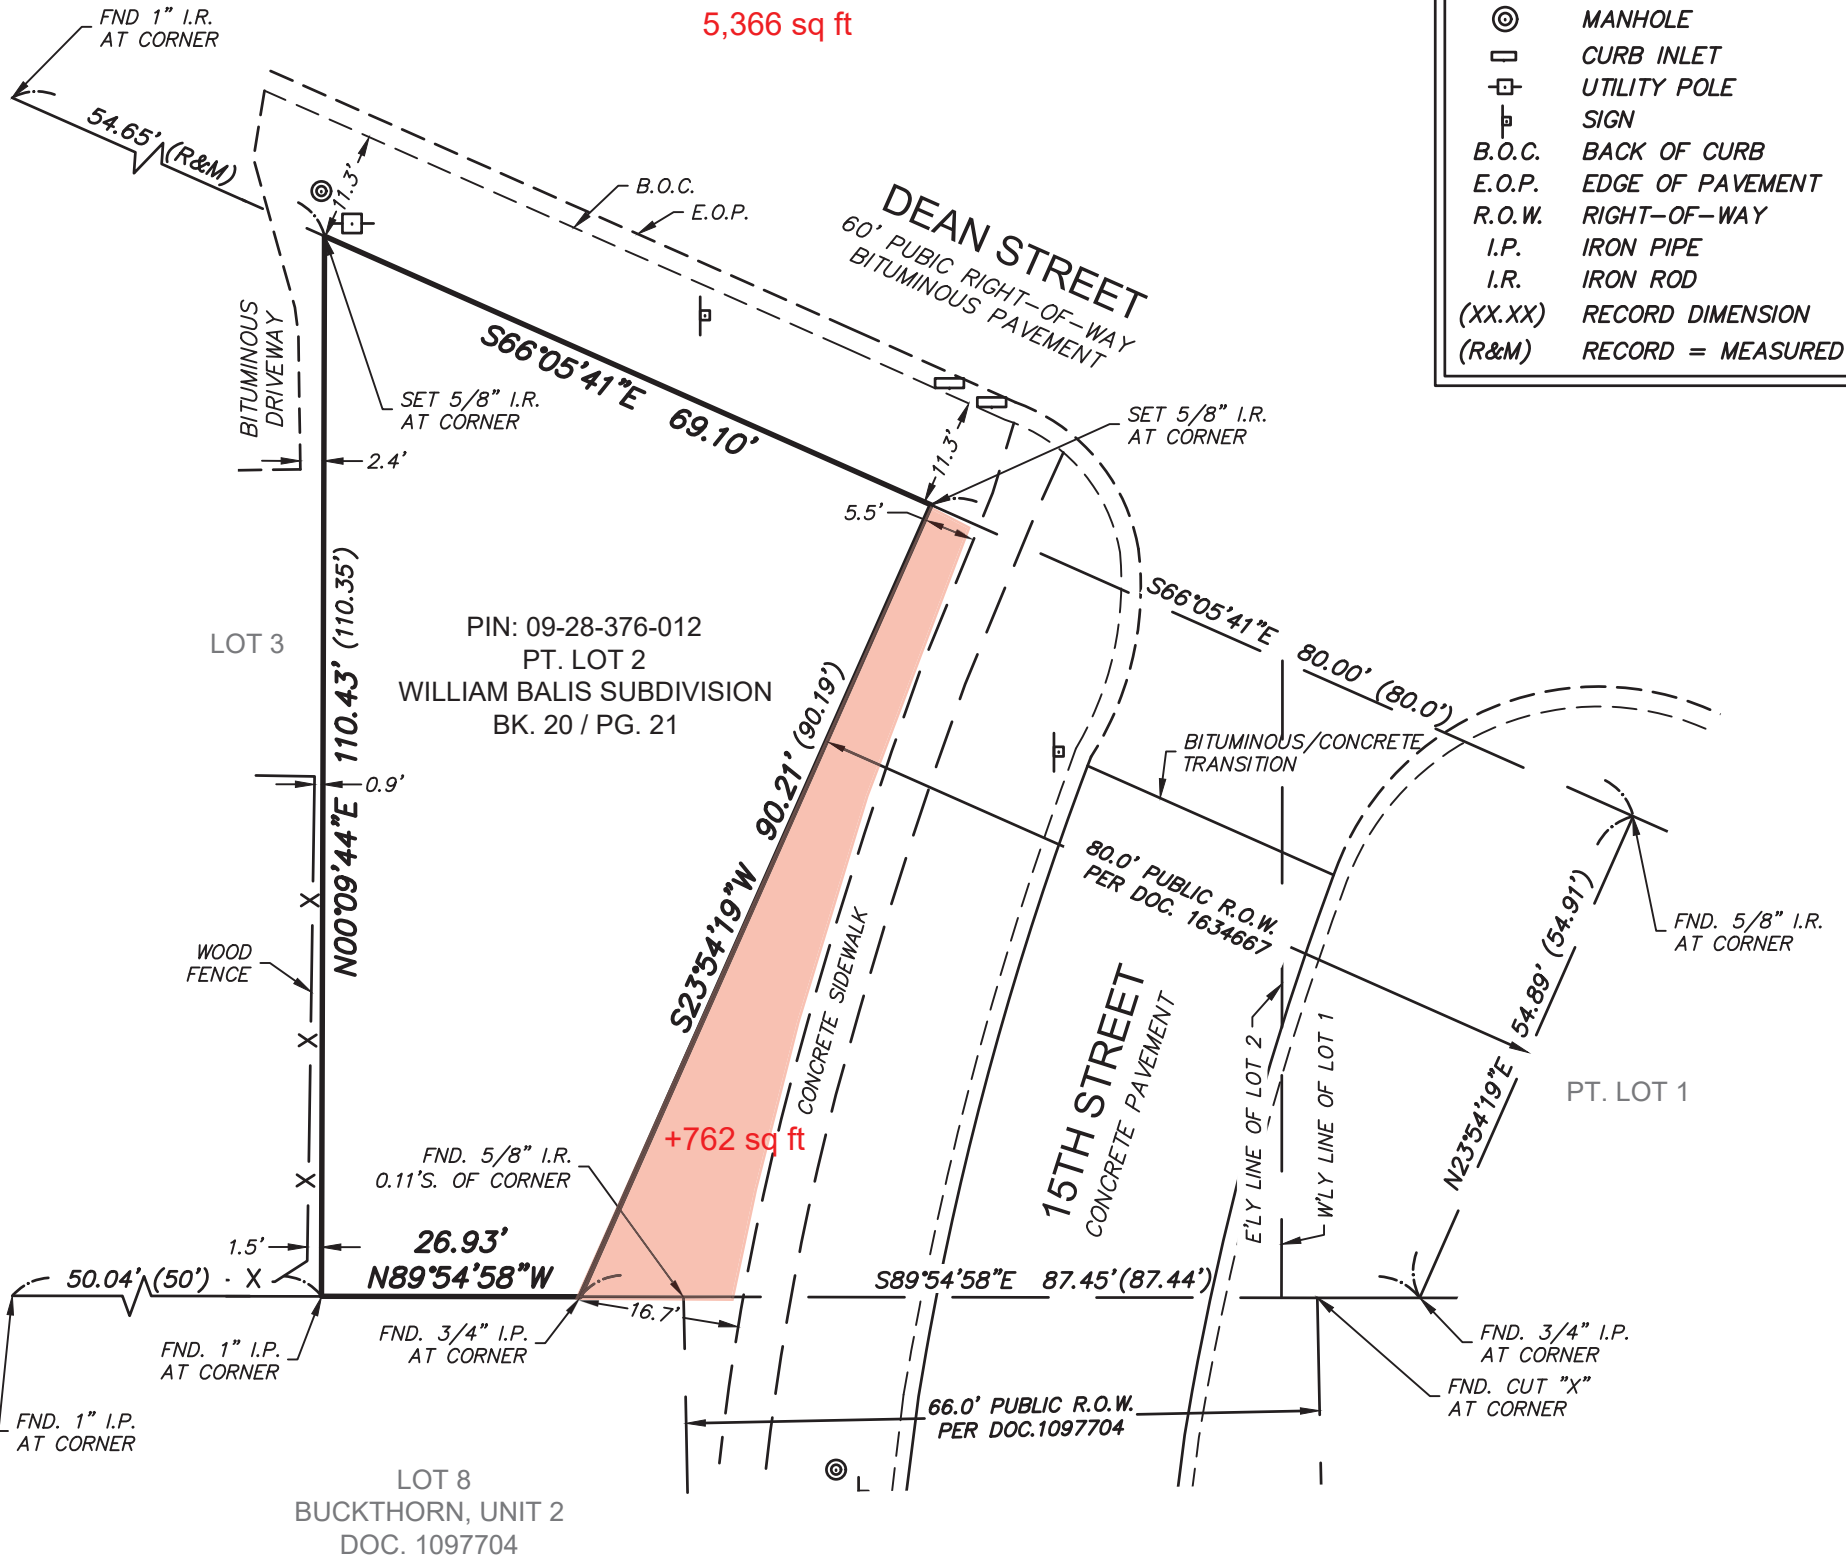 5,366 sq ft
FND 1" I.R.
AT CORNER
54.65' (R&M)
11.3'
B.O.C.
E.O.P.
DEAN STREET
60' PUBIC RIGHT-OF-WAY
BITUMINOUS PAVEMENT
MANHOLE
CURB INLET
UTILITY POLE
SIGN
B.O.C. BACK OF CURB
E.O.P. EDGE OF PAVEMENT
R.O.W. RIGHT-OF-WAY
I.P. IRON PIPE
I.R. IRON ROD
(XX.XX) RECORD DIMENSION
(R&M) RECORD = MEASURED
BITUMINOUS
DRIVEWAY
S66°05'41"E 69.10'
SET 5/8" I.R.
AT CORNER
2.4'
11.3'
SET 5/8" I.R.
AT CORNER
5.5'
LOT 3
N00°09'44"E 110.43' (110.35')
PIN: 09-28-376-012
PT. LOT 2
WILLIAM BALIS SUBDIVISION
BK. 20 / PG. 21
S23°54'19"W 90.21' (90.19')
S66°05'41"E 80.00' (80.0')
BITUMINOUS/CONCRETE
TRANSITION
0.9'
80.0' PUBLIC R.O.W.
PER DOC. 1634667
WOOD
FENCE
X
X
X
CONCRETE SIDEWALK
15TH STREET
CONCRETE PAVEMENT
E'LY LINE OF LOT 2
W'LY LINE OF LOT 1
N23°54'19"E 54.89' (54.91')
FND. 5/8" I.R.
AT CORNER
PT. LOT 1
+762 sq ft
FND. 5/8" I.R.
0.11'S. OF CORNER
1.5'
26.93'
N89°54'58"W
50.04' (50')
X
S89°54'58"E 87.45' (87.44')
16.7'
FND. 1" I.P.
AT CORNER
FND. 3/4" I.P.
AT CORNER
FND. 3/4" I.P.
AT CORNER
FND. CUT "X"
AT CORNER
FND. 1" I.P.
AT CORNER
66.0' PUBLIC R.O.W.
PER DOC.1097704
LOT 8
BUCKTHORN, UNIT 2
DOC. 1097704